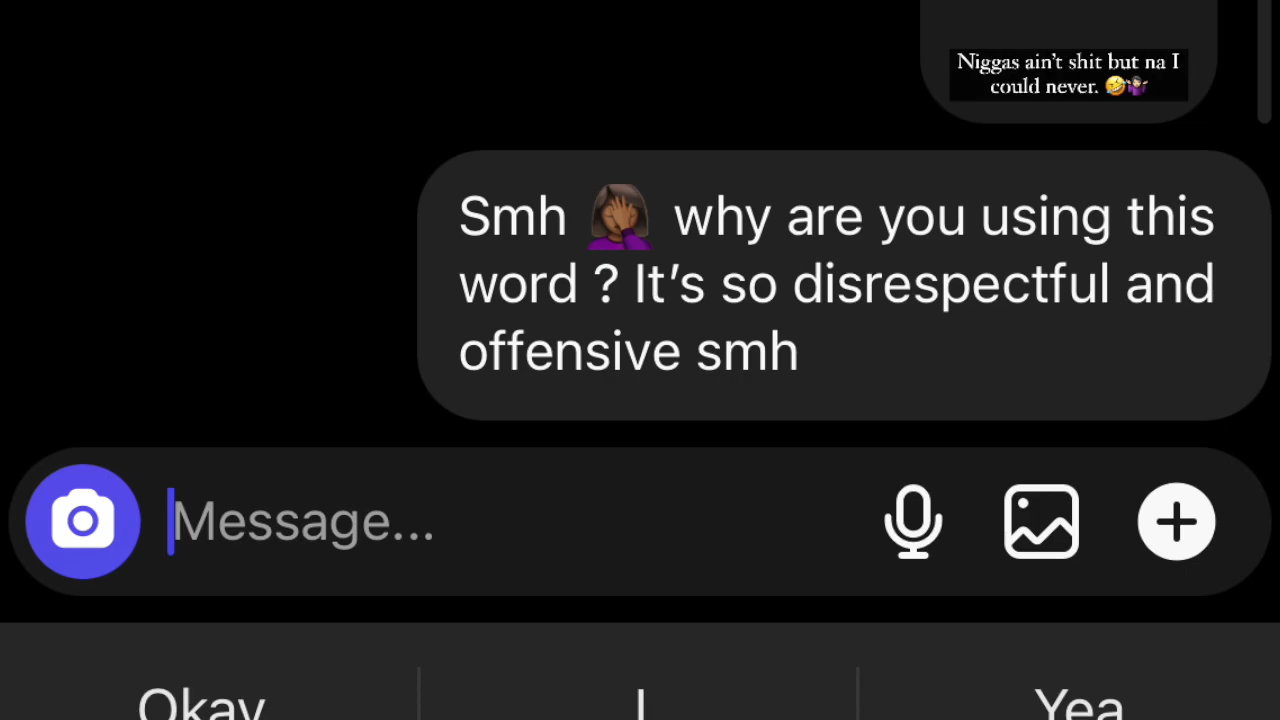 Niggas ain't shit but na I
could never. 🤣🤷🏻‍♀️
Smh 🤦🏾‍♀️ why are you using this
word ? It's so disrespectful and
offensive smh
Message...
Okay I Yea